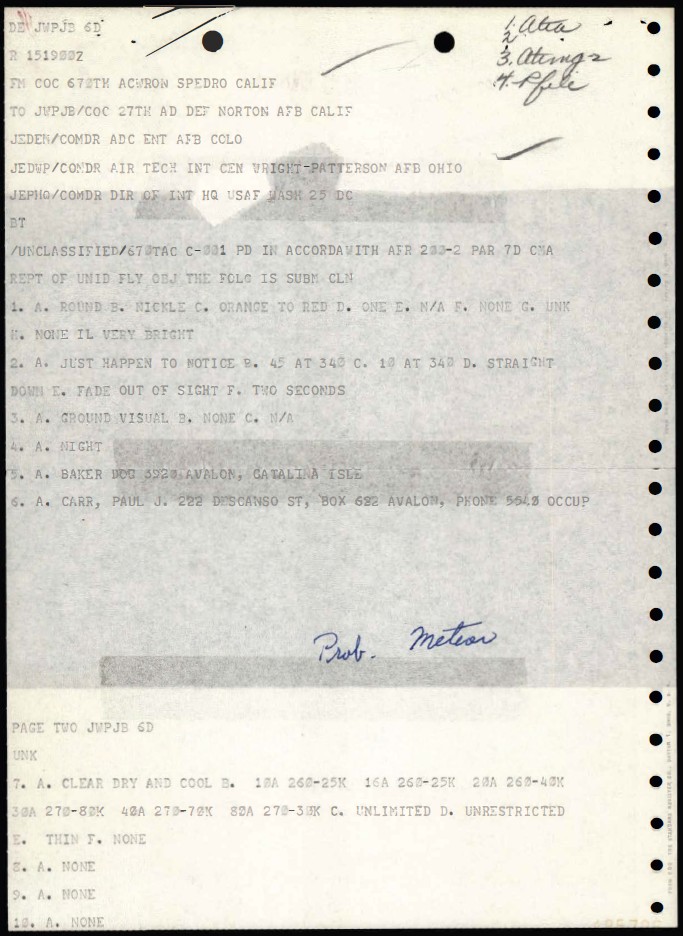 DE JWPJB 6D
R 151900Z
FM COC 670TH ACWRON SPEDRO CALIF
TO JWPJB/COC 27TH AD DEF NORTON AFB CALIF
JEDEN/COMDR ADC ENT AFB COLO
JEDWP/COMDR AIR TECH INT CEN WRIGHT-PATTERSON AFB OHIO
JEPHQ/COMDR DIR OF INT HQ USAF WASH 25 DC
BT
/UNCLASSIFIED/670TAC C-001 PD IN ACCORDAWITH AFR 200-2 PAR 7D CMA
REPT OF UNID FLY OBJ THE FOLG IS SUBM CLN
1. A. ROUND B. NICKLE C. ORANGE TO RED D. ONE E. N/A F. NONE G. UNK
H. NONE IL VERY BRIGHT
2. A. JUST HAPPEN TO NOTICE B. 45 AT 340 C. 10 AT 340 D. STRAIGHT
DOWN E. FADE OUT OF SIGHT F. TWO SECONDS
3. A. GROUND VISUAL B. NONE C. N/A
4. A. NIGHT
5. A. BAKER DOG 3920 AVALON, CATALINA ISLE
6. A. CARR, PAUL J. 222 DESCANSO ST, BOX 622 AVALON, PHONE 5540 OCCUP
Prob. Meteor
PAGE TWO JWPJB 6D
UNK
7. A. CLEAR DRY AND COOL B. 10A 260-25K 16A 260-25K 20A 260-40K
30A 270-80K 40A 270-70K 80A 270-30K C. UNLIMITED D. UNRESTRICTED
E. THIN F. NONE
8. A. NONE
9. A. NONE
10. A. NONE